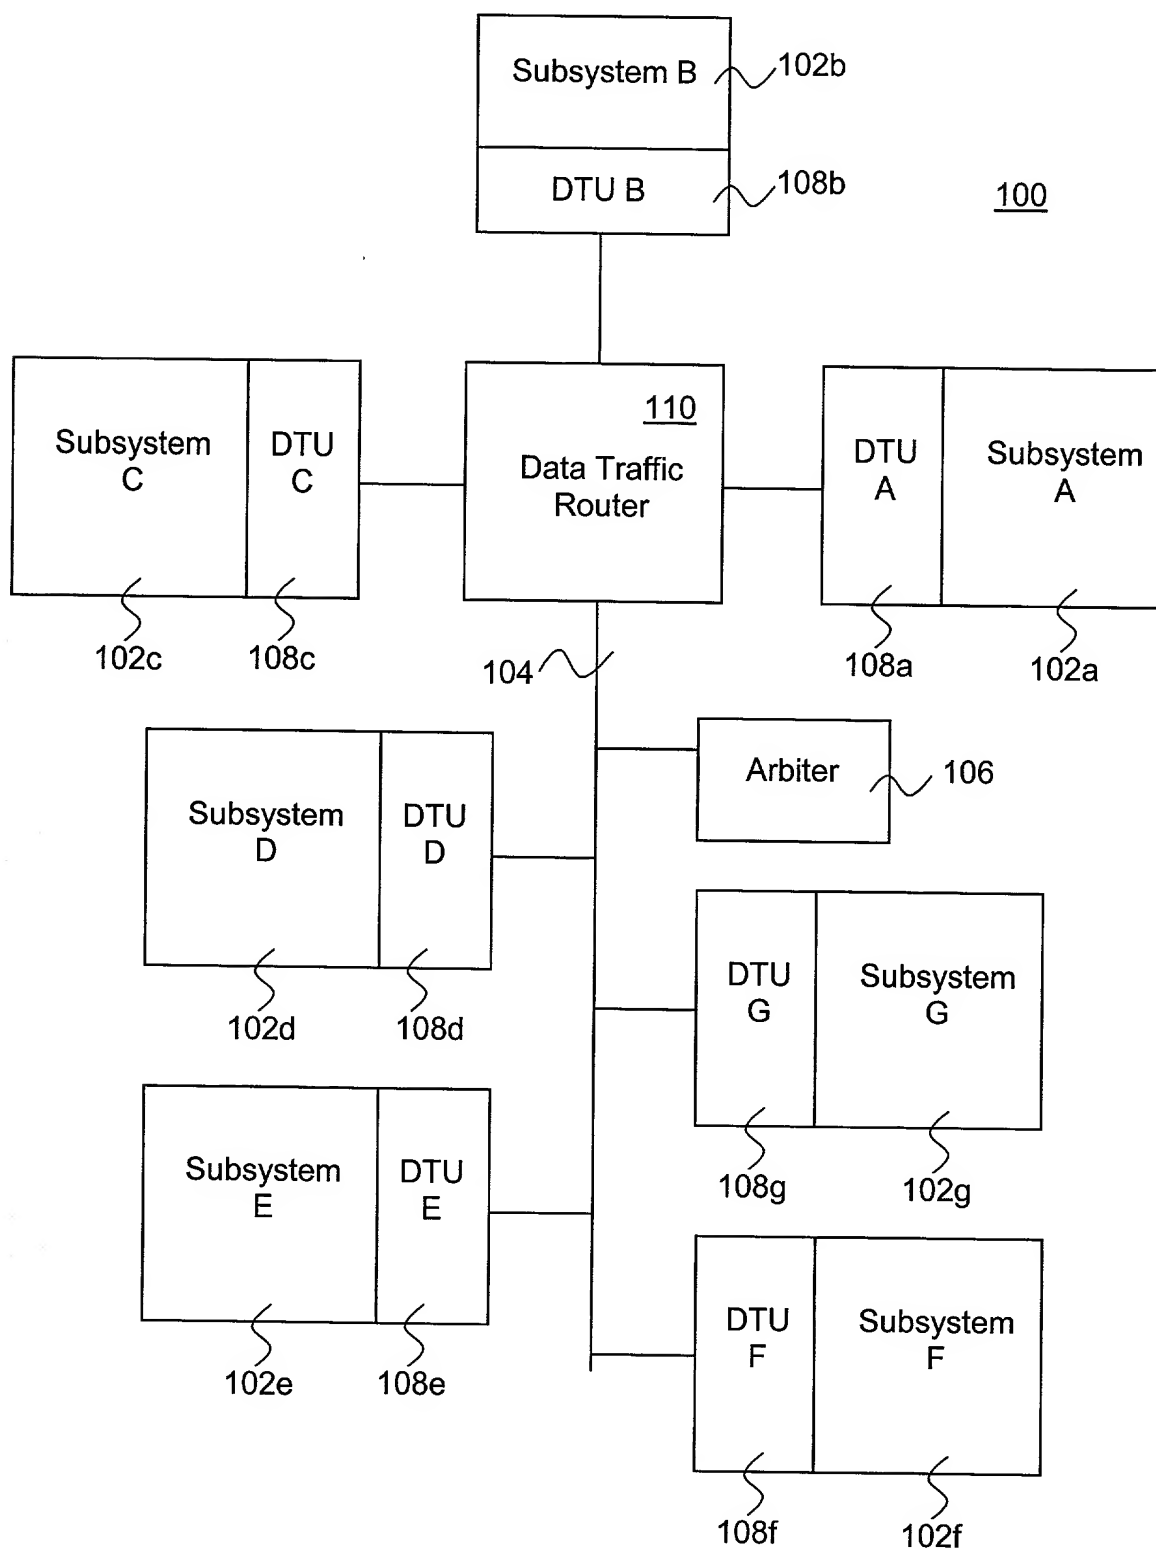 Subsystem B
102b
DTU B
108b
100
Subsystem
C
DTU
C
110
Data Traffic
Router
DTU
A
Subsystem
A
102c
108c
104
108a
102a
Arbiter
106
Subsystem
D
DTU
D
102d
108d
DTU
G
Subsystem
G
108g
102g
Subsystem
E
DTU
E
102e
108e
DTU
F
Subsystem
F
108f
102f